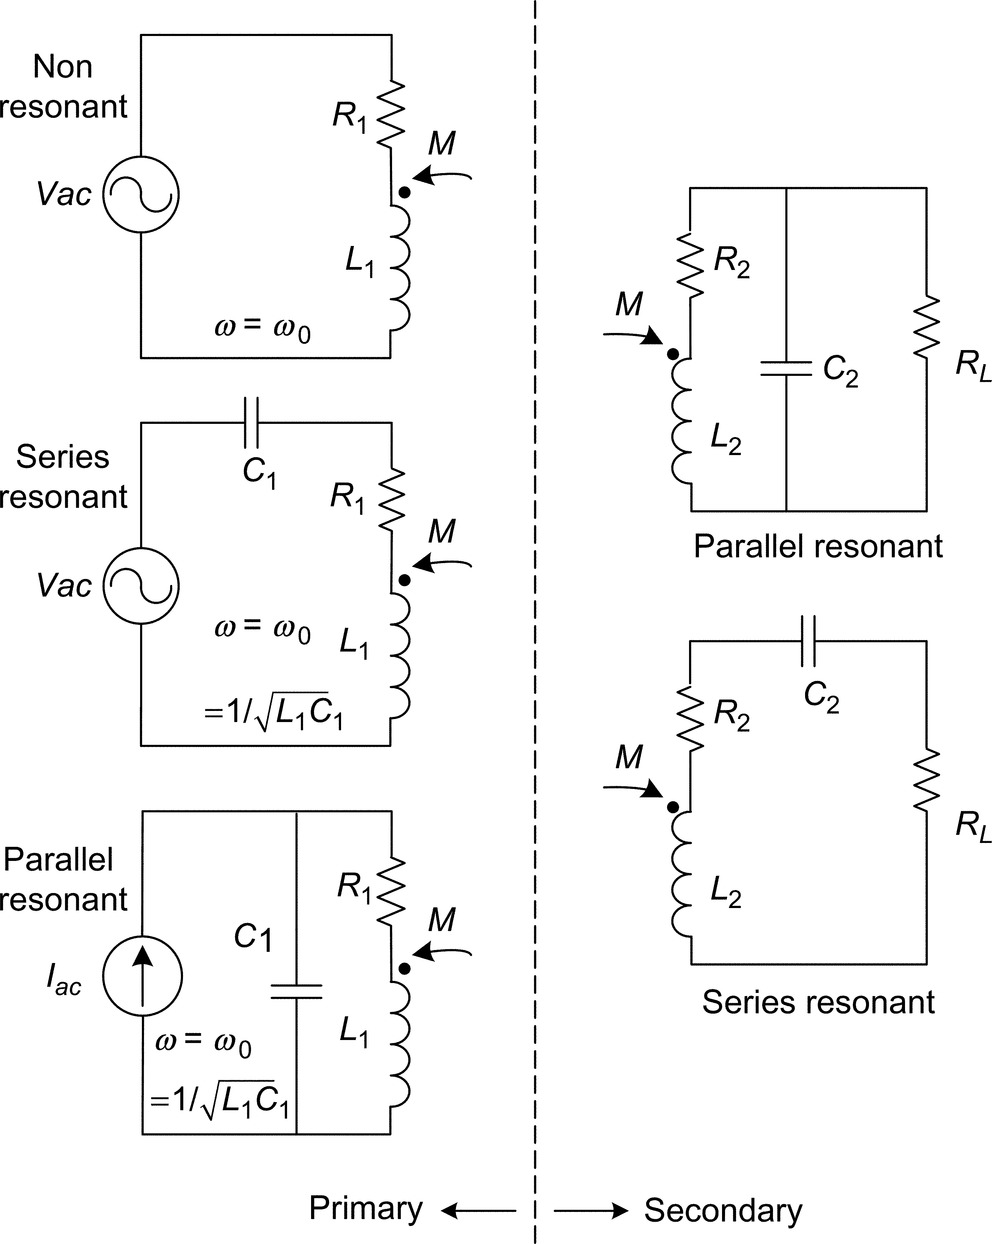 Non
resonant
R1
M
Vac
L1
ω = ω0
Series
resonant
C1
R1
M
Vac
ω = ω0
L1
=1/√L1C1
Parallel
resonant
R1
C1
M
Iac
L1
ω = ω0
=1/√L1C1
R2
M
C2
RL
L2
Parallel resonant
C2
R2
M
RL
L2
Series resonant
Primary
Secondary